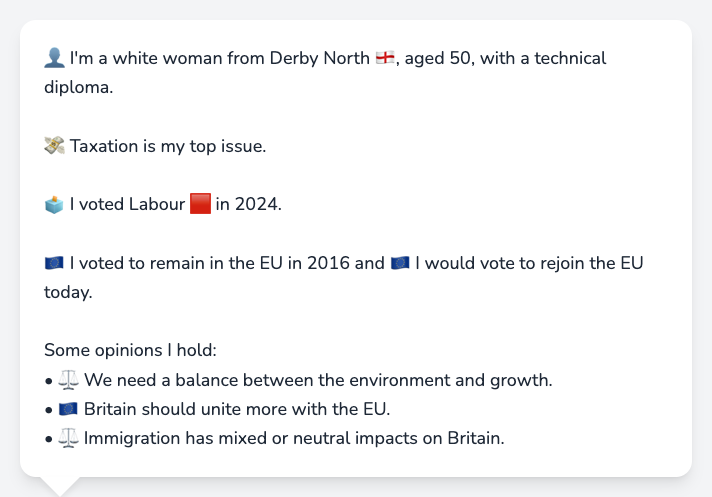 👤 I'm a white woman from Derby North 🏴󠁧󠁢󠁥󠁮󠁧󠁿, aged 50, with a technical
diploma.
💸 Taxation is my top issue.
🗳️ I voted Labour 🟥 in 2024.
🇪🇺 I voted to remain in the EU in 2016 and 🇪🇺 I would vote to rejoin the EU
today.
Some opinions I hold:
• ⚖️ We need a balance between the environment and growth.
• 🇪🇺 Britain should unite more with the EU.
• ⚖️ Immigration has mixed or neutral impacts on Britain.